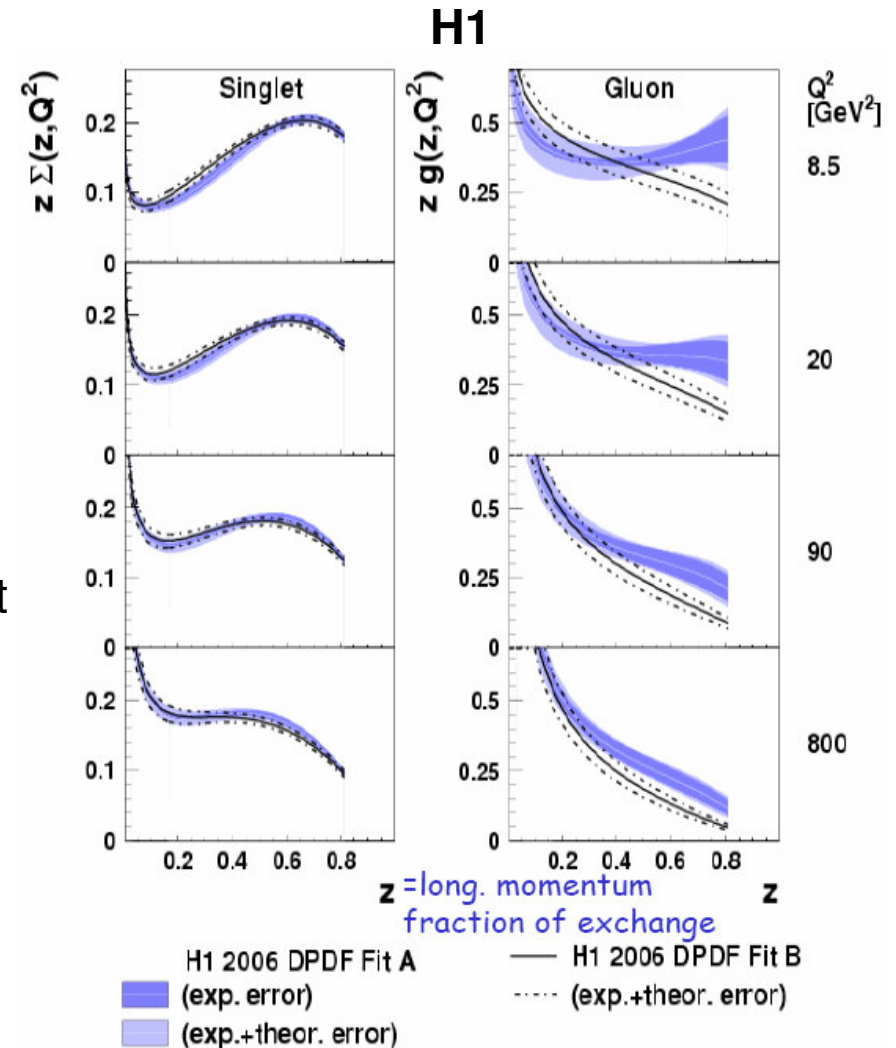 H1
Singlet
Gluon
Q² [GeV²]
z Σ(z,Q²)
z g(z,Q²)
0.2
0.1
0
0.5
0.25
0
8.5
0.2
0.1
0
0.5
0.25
0
20
0.2
0.1
0
0.5
0.25
0
90
t
0.2
0.1
0
0.5
0.25
0
800
0.2 0.4 0.6 0.8
0.2 0.4 0.6 0.8
z =long. momentum
fraction of exchange
z
H1 2006 DPDF Fit A
(exp. error)
(exp.+theor. error)
H1 2006 DPDF Fit B
(exp.+theor. error)